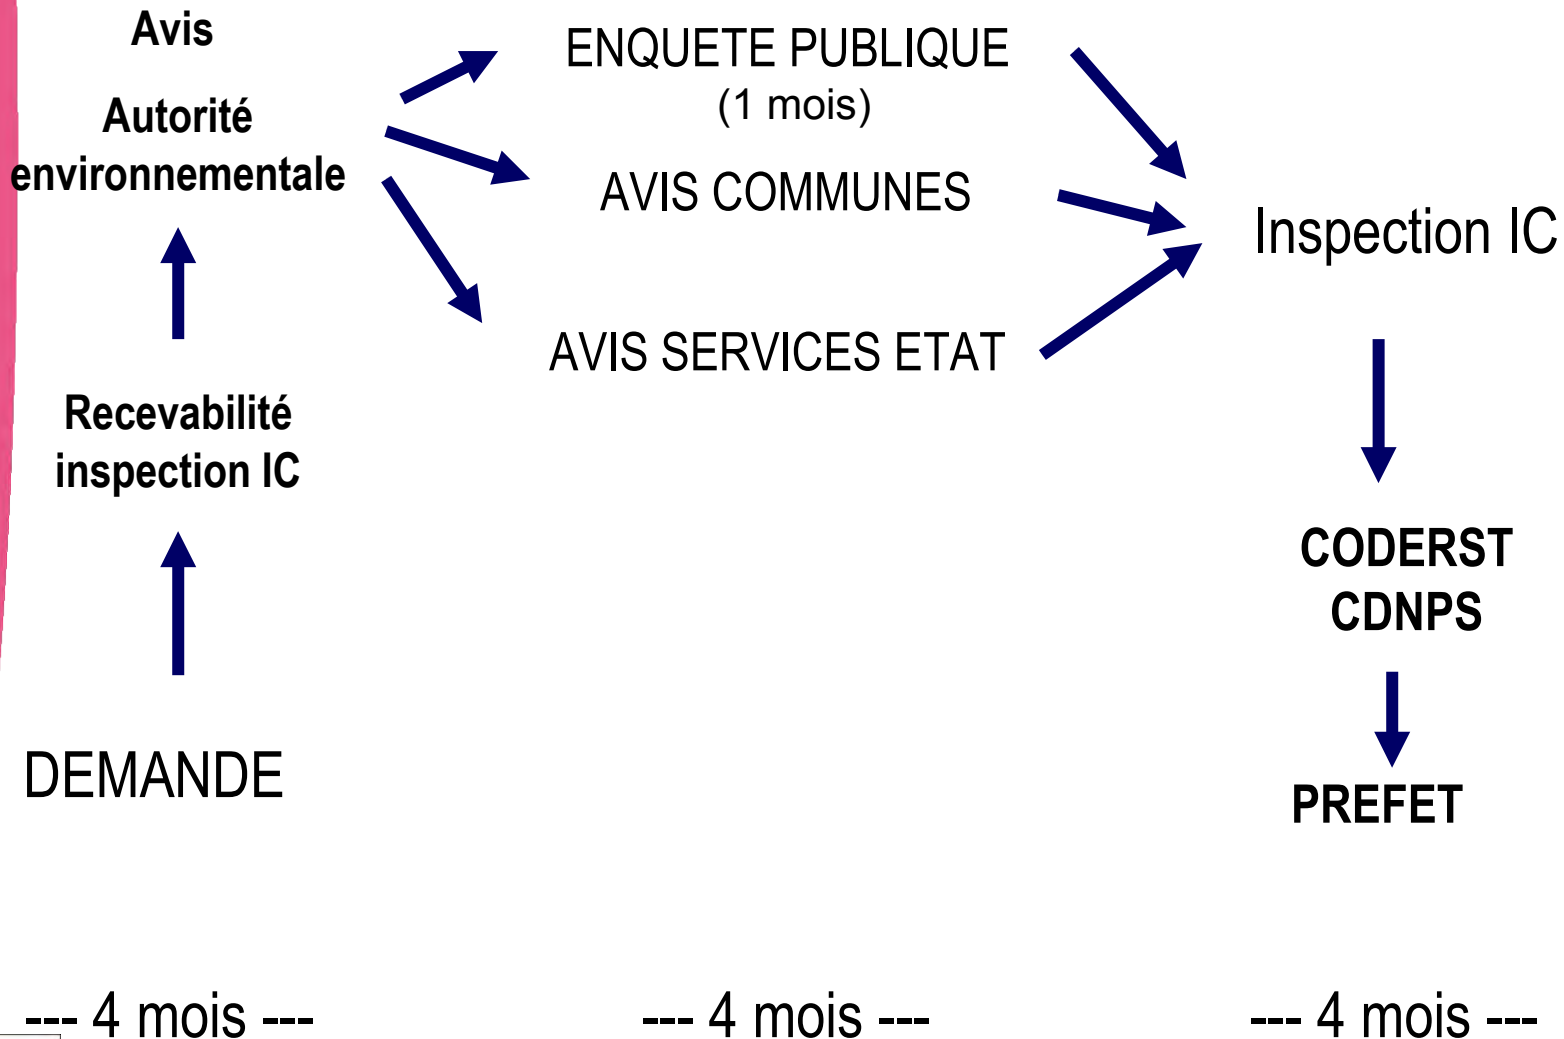 Avis
Autorité
environnementale
Recevabilité
inspection IC
DEMANDE
--- 4 mois ---
ENQUETE PUBLIQUE
(1 mois)
AVIS COMMUNES
AVIS SERVICES ETAT
--- 4 mois ---
Inspection IC
CODERST
CDNPS
PREFET
--- 4 mois ---